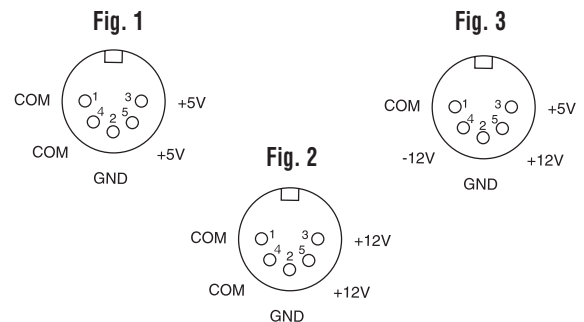 Fig. 1
COM 1 3 +5V
4 2 5
COM +5V
GND
Fig. 2
COM 1 3 +12V
4 2 5
COM +12V
GND
Fig. 3
COM 1 3 +5V
4 2 5
-12V +12V
GND